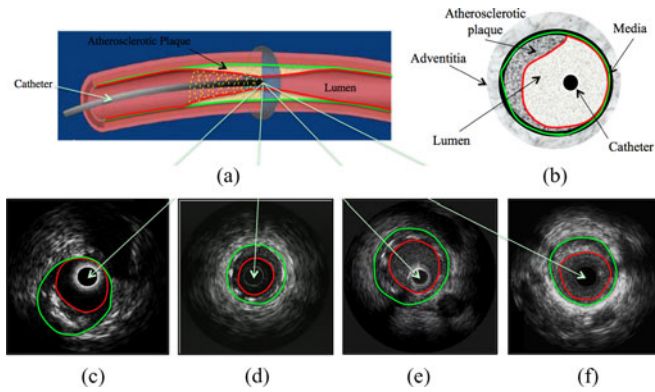 Atherosclerotic Plaque
Catheter
Lumen
(a)
Atherosclerotic
plaque
Media
Adventitia
Lumen
Catheter
(b)
(c)
(d)
(e)
(f)